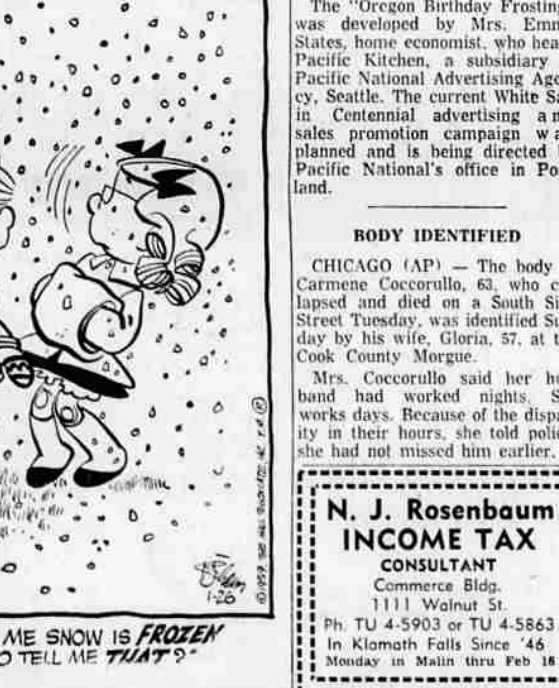 The "Oregon Birthday Frosting
was developed by Mrs. Emm
States, home economist, who hea
Pacific Kitchen, a subsidiary
Pacific National Advertising Age
cy, Seattle. The current White Sa
in Centennial advertising an
sales promotion campaign wa
planned and is being directed
Pacific National's office in Po
land.
BODY IDENTIFIED
CHICAGO (AP) — The body
Carmene Coccorullo, 63, who c
lapsed and died on a South Si
Street Tuesday, was identified Su
day by his wife, Gloria, 57, at t
Cook County Morgue.
Mrs. Coccorullo said her hu
band had worked nights. S
works days. Because of the dispa
ity in their hours, she told polic
she had not missed him earlier.
N. J. Rosenbaum
INCOME TAX
CONSULTANT
Commerce Bldg.
1111 Walnut St.
Ph. TU 4-5903 or TU 4-5863
In Klamath Falls Since '46
Monday in Malin thru Feb 16
1-26
© 1959
ME SNOW IS FROZEN
O TELL ME THAT?"